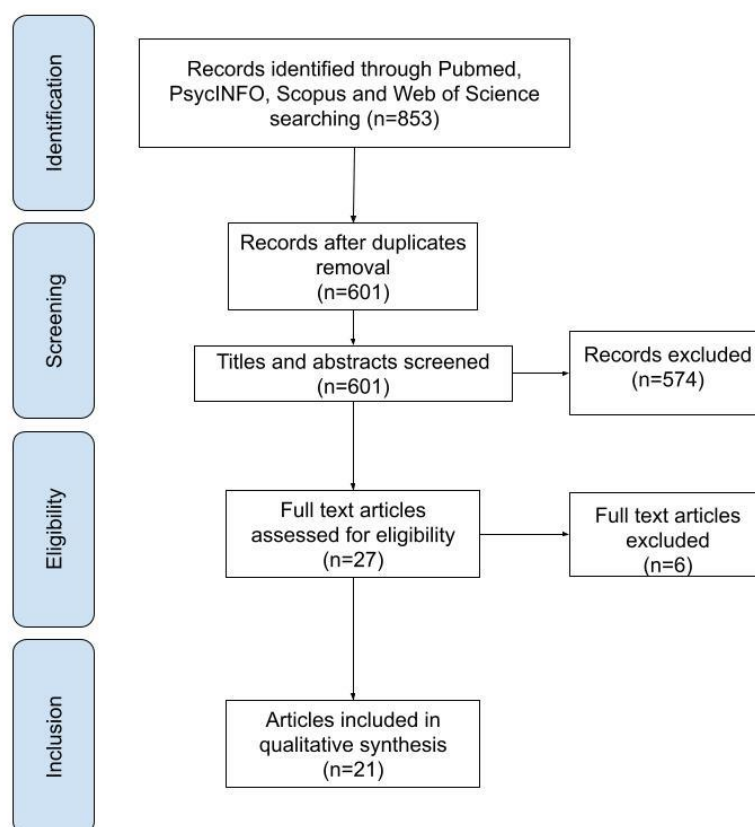 Identification
Records identified through Pubmed,
PsycINFO, Scopus and Web of Science
searching (n=853)
Screening
Records after duplicates
removal
(n=601)
Titles and abstracts screened
(n=601)
Records excluded
(n=574)
Eligibility
Full text articles
assessed for eligibility
(n=27)
Full text articles
excluded
(n=6)
Inclusion
Articles included in
qualitative synthesis
(n=21)